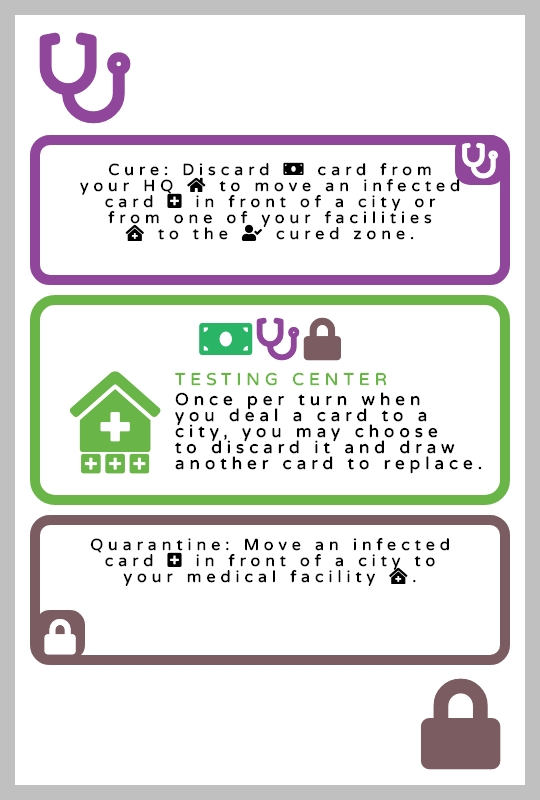 Cure: Discard card from
your HQ to move an infected
card in front of a city or
from one of your facilities
to the cured zone.
TESTING CENTER
Once per turn when
you deal a card to a
city, you may choose
to discard it and draw
another card to replace.
Quarantine: Move an infected
card in front of a city to
your medical facility .